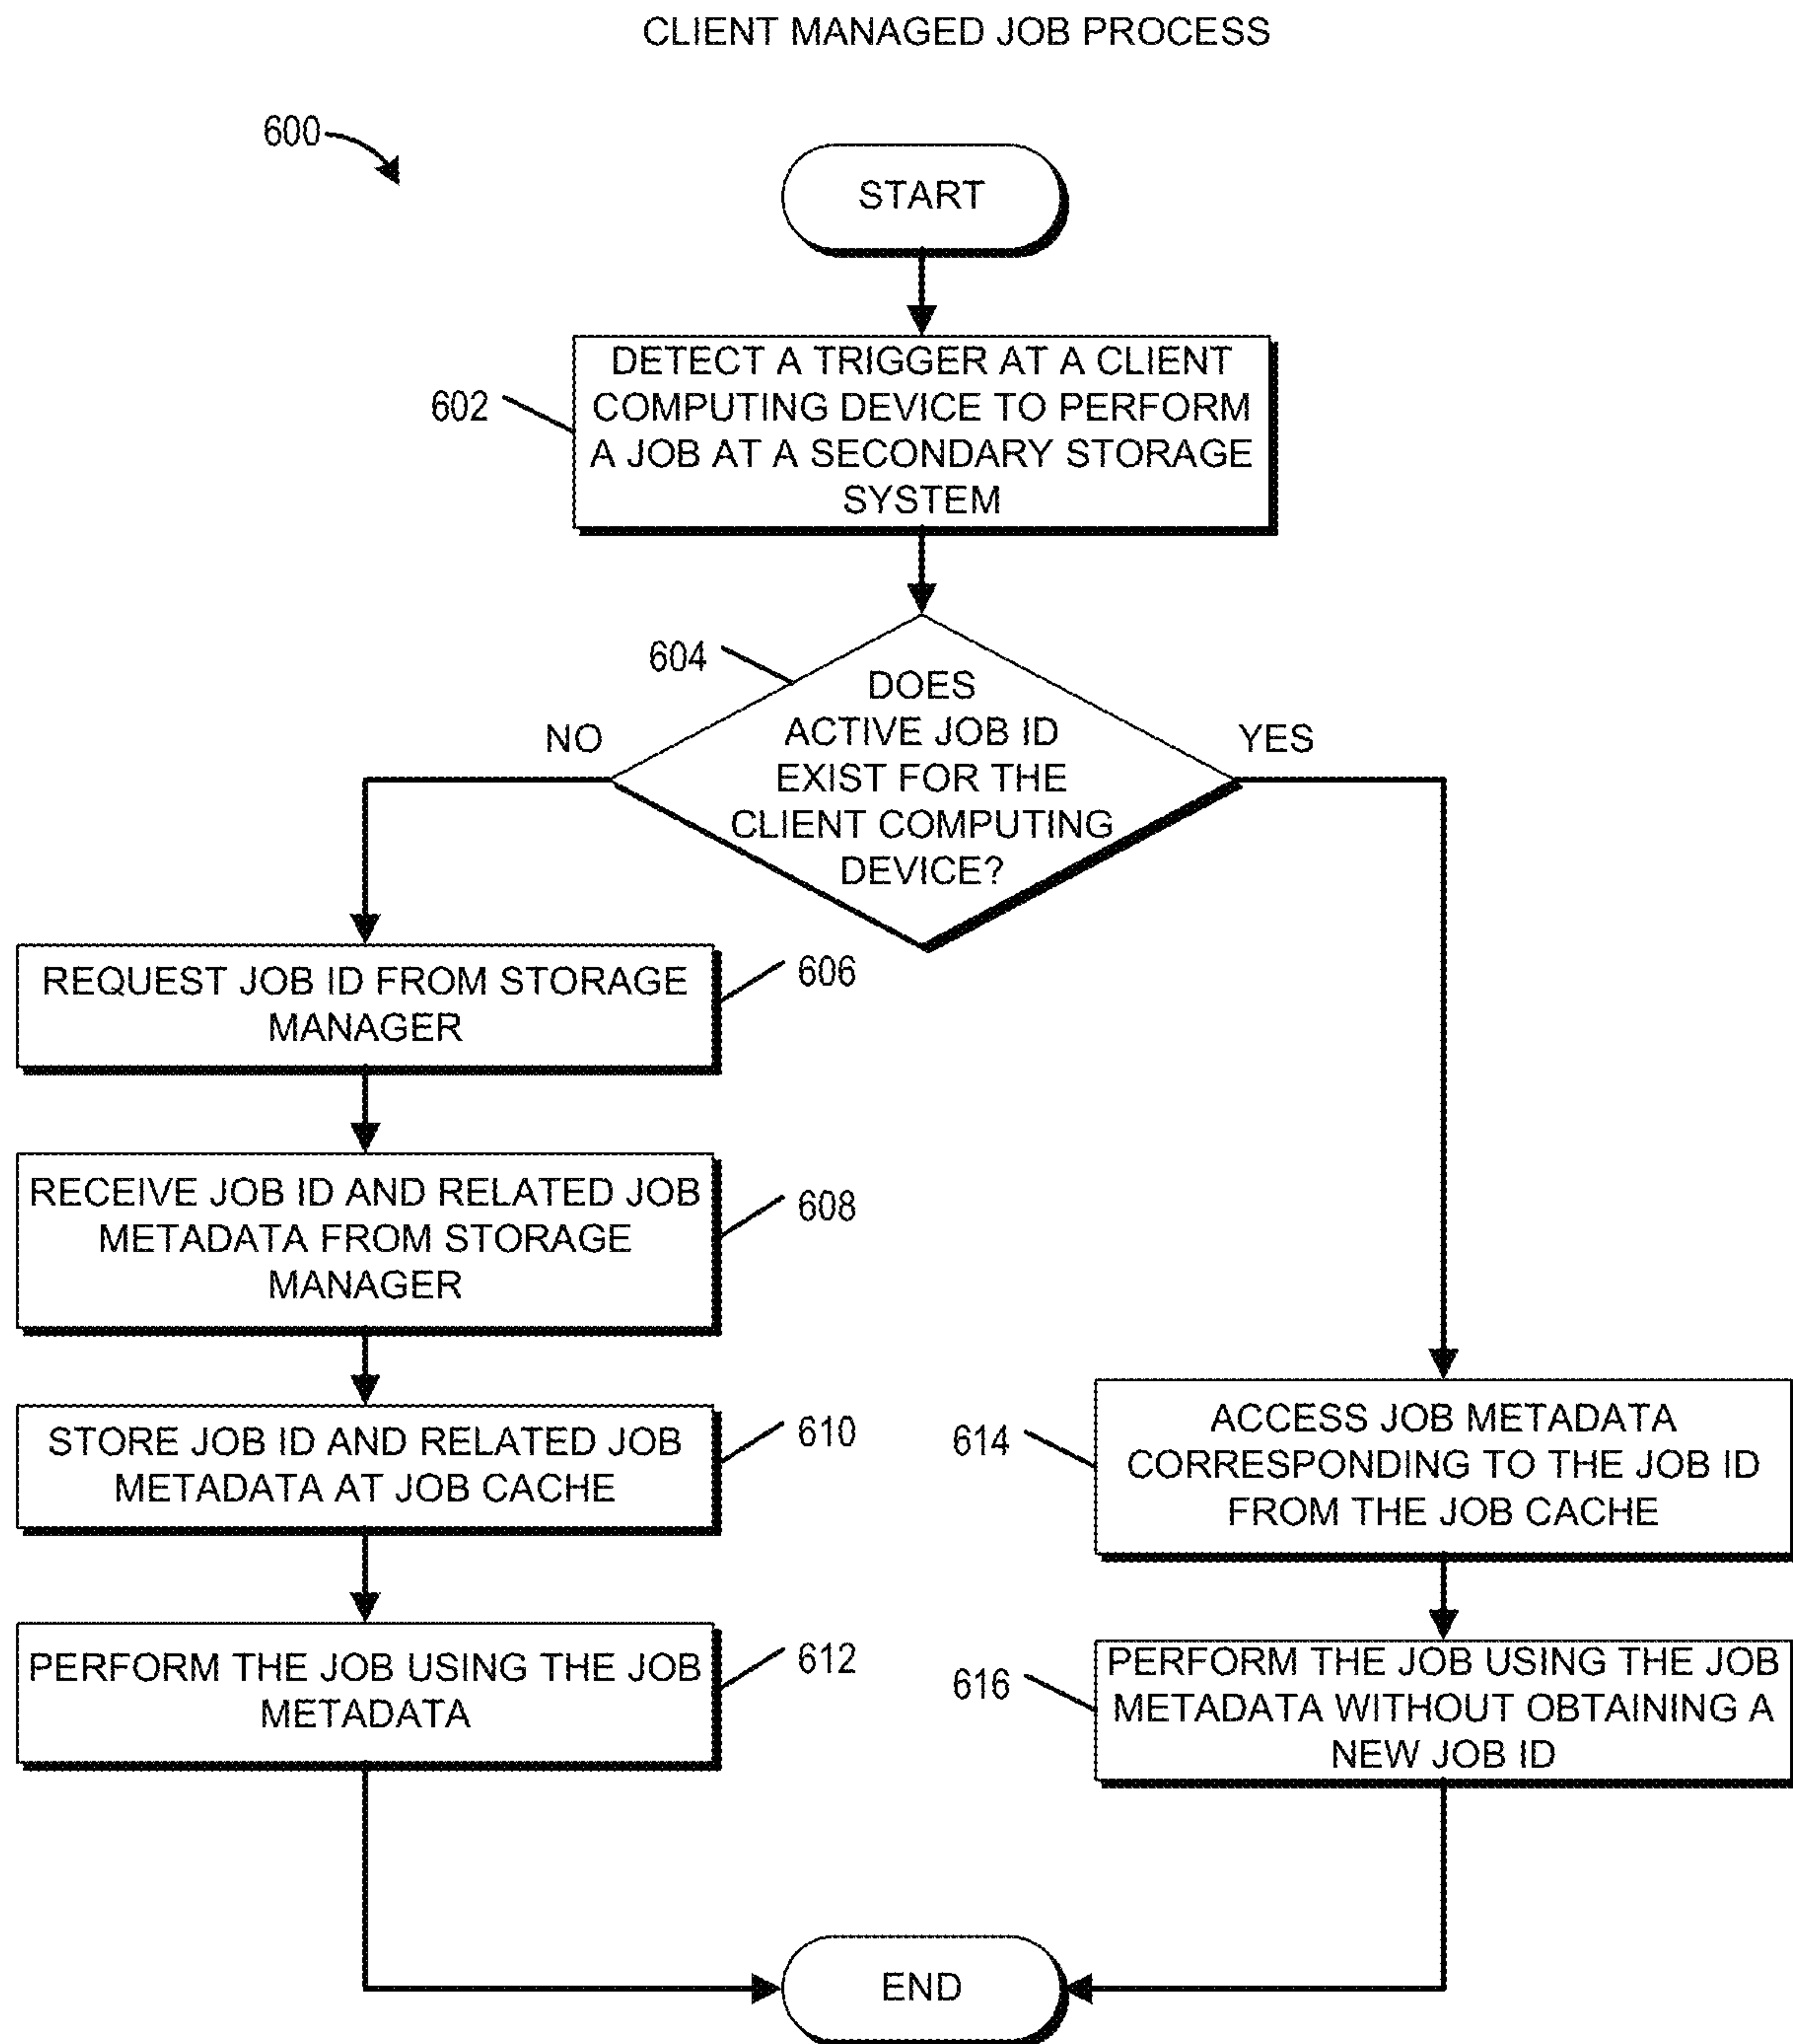 CLIENT MANAGED JOB PROCESS
600
START
602
DETECT A TRIGGER AT A CLIENT
COMPUTING DEVICE TO PERFORM
A JOB AT A SECONDARY STORAGE
SYSTEM
604
DOES
ACTIVE JOB ID
EXIST FOR THE
CLIENT COMPUTING
DEVICE?
NO
YES
REQUEST JOB ID FROM STORAGE
MANAGER
606
RECEIVE JOB ID AND RELATED JOB
METADATA FROM STORAGE
MANAGER
608
STORE JOB ID AND RELATED JOB
METADATA AT JOB CACHE
610
PERFORM THE JOB USING THE JOB
METADATA
612
614
ACCESS JOB METADATA
CORRESPONDING TO THE JOB ID
FROM THE JOB CACHE
616
PERFORM THE JOB USING THE JOB
METADATA WITHOUT OBTAINING A
NEW JOB ID
END